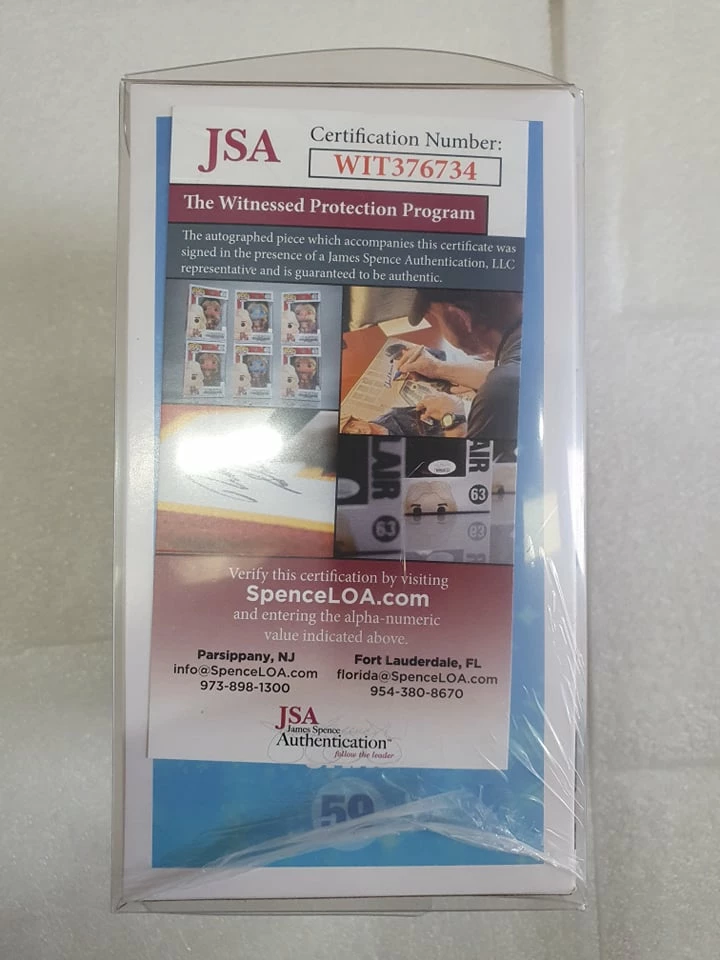 JSA
Certification Number:
WIT376734
The Witnessed Protection Program
The autographed piece which accompanies this certificate was
signed in the presence of a James Spence Authentication, LLC
representative and is guaranteed to be authentic.
LAIR
AIR
63
63
63
Verify this certification by visiting
SpenceLOA.com
and entering the alpha-numeric
value indicated above.
Parsippany, NJ
info@SpenceLOA.com
973-898-1300
Fort Lauderdale, FL
florida@SpenceLOA.com
954-380-8670
JSA
James Spence
Authentication
follow the leader
59